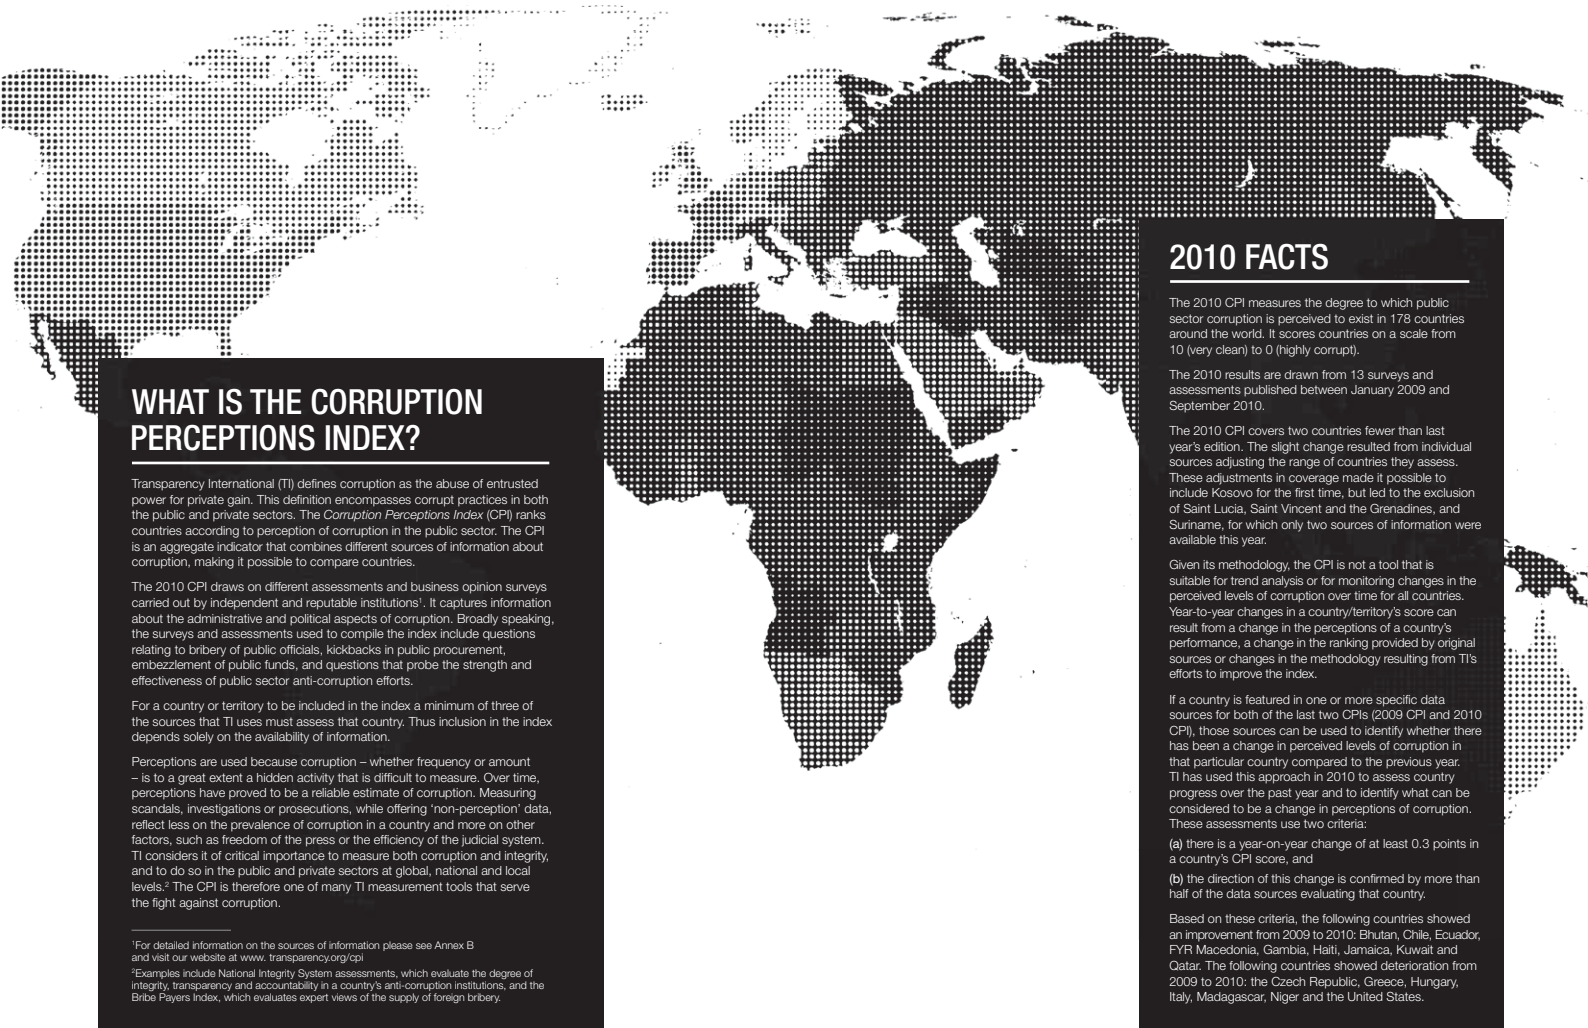 WHAT IS THE CORRUPTION
PERCEPTIONS INDEX?
Transparency International (TI) defines corruption as the abuse of entrusted
power for private gain. This definition encompasses corrupt practices in both
the public and private sectors. The Corruption Perceptions Index (CPI) ranks
countries according to perception of corruption in the public sector. The CPI
is an aggregate indicator that combines different sources of information about
corruption, making it possible to compare countries.
The 2010 CPI draws on different assessments and business opinion surveys
carried out by independent and reputable institutions¹. It captures information
about the administrative and political aspects of corruption. Broadly speaking,
the surveys and assessments used to compile the index include questions
relating to bribery of public officials, kickbacks in public procurement,
embezzlement of public funds, and questions that probe the strength and
effectiveness of public sector anti-corruption efforts.
For a country or territory to be included in the index a minimum of three of
the sources that TI uses must assess that country. Thus inclusion in the index
depends solely on the availability of information.
Perceptions are used because corruption – whether frequency or amount
– is to a great extent a hidden activity that is difficult to measure. Over time,
perceptions have proved to be a reliable estimate of corruption. Measuring
scandals, investigations or prosecutions, while offering ‘non-perception’ data,
reflect less on the prevalence of corruption in a country and more on other
factors, such as freedom of the press or the efficiency of the judicial system.
TI considers it of critical importance to measure both corruption and integrity,
and to do so in the public and private sectors at global, national and local
levels.² The CPI is therefore one of many TI measurement tools that serve
the fight against corruption.
¹For detailed information on the sources of information please see Annex B
and visit our website at www. transparency.org/cpi
²Examples include National Integrity System assessments, which evaluate the degree of
integrity, transparency and accountability in a country’s anti-corruption institutions, and the
Bribe Payers Index, which evaluates expert views of the supply of foreign bribery.
2010 FACTS
The 2010 CPI measures the degree to which public
sector corruption is perceived to exist in 178 countries
around the world. It scores countries on a scale from
10 (very clean) to 0 (highly corrupt).
The 2010 results are drawn from 13 surveys and
assessments published between January 2009 and
September 2010.
The 2010 CPI covers two countries fewer than last
year’s edition. The slight change resulted from individual
sources adjusting the range of countries they assess.
These adjustments in coverage made it possible to
include Kosovo for the first time, but led to the exclusion
of Saint Lucia, Saint Vincent and the Grenadines, and
Suriname, for which only two sources of information were
available this year.
Given its methodology, the CPI is not a tool that is
suitable for trend analysis or for monitoring changes in the
perceived levels of corruption over time for all countries.
Year-to-year changes in a country/territory’s score can
result from a change in the perceptions of a country’s
performance, a change in the ranking provided by original
sources or changes in the methodology resulting from TI’s
efforts to improve the index.
If a country is featured in one or more specific data
sources for both of the last two CPIs (2009 CPI and 2010
CPI), those sources can be used to identify whether there
has been a change in perceived levels of corruption in
that particular country compared to the previous year.
TI has used this approach in 2010 to assess country
progress over the past year and to identify what can be
considered to be a change in perceptions of corruption.
These assessments use two criteria:
(a) there is a year-on-year change of at least 0.3 points in
a country’s CPI score, and
(b) the direction of this change is confirmed by more than
half of the data sources evaluating that country.
Based on these criteria, the following countries showed
an improvement from 2009 to 2010: Bhutan, Chile, Ecuador,
FYR Macedonia, Gambia, Haiti, Jamaica, Kuwait and
Qatar. The following countries showed deterioration from
2009 to 2010: the Czech Republic, Greece, Hungary,
Italy, Madagascar, Niger and the United States.